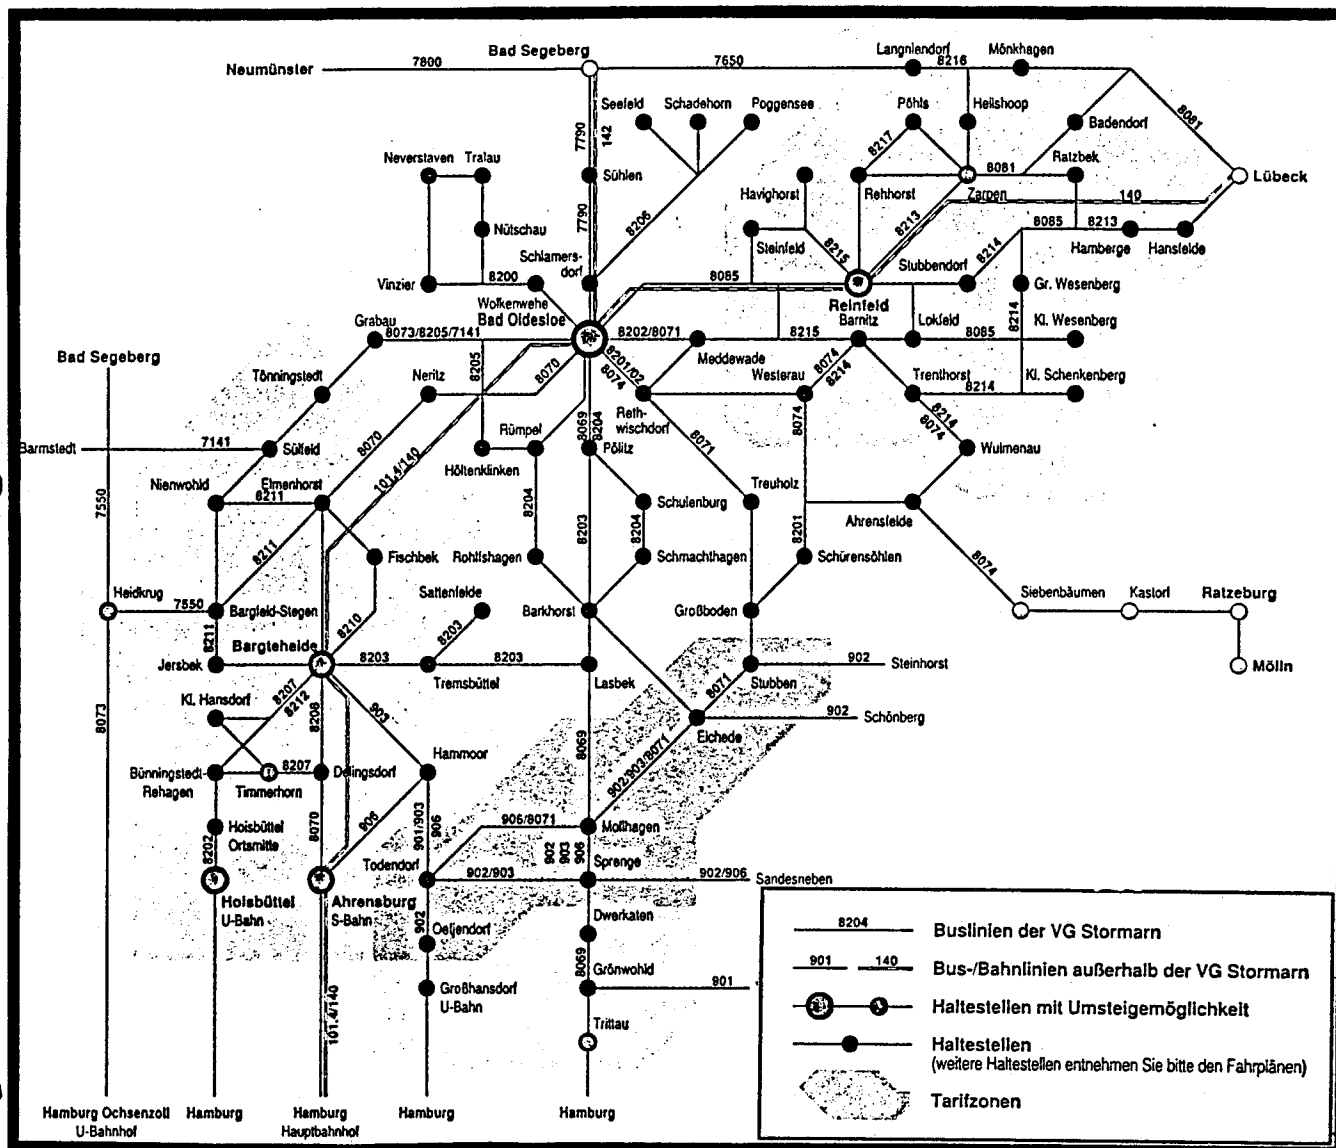 Bad Segeberg
Neumünster
7800
7650
Langniendorf
8216
Mönkhagen
Seefeld
Schadehorn
Poggensee
Pöhls
Heilshoop
Badendorf
8081
7790
142
8217
Neverstaven
Tralau
Sühlen
Havighorst
Rehhorst
Zarpen
8081
Ratzbek
Lübeck
140
7790
8206
Nütschau
Steinfeld
8215
8213
8085
8213
Hamberge
Hansfelde
Schlamers-
dorf
Stubbendorf
8214
Vinzier
8200
Wolkenwehe
8085
Reinfeld
Gr. Wesenberg
Bad Oldesloe
Barnitz
Lokfeld
8214
Kl. Wesenberg
Grabau
8073/8205/7141
8202/8071
8215
8085
Bad Segeberg
8205
8070
8201/02
8074
Meddewade
Westerau
8074
8214
Trenthorst
8214
Kl. Schenkenberg
Tönningstedt
Neritz
Reth-
wischdorf
8074
8214
8074
Barmstedt
7141
Sülfeld
8070
101.4/140
Rümpel
Höltenklinken
8069
8204
Pölitz
8071
Wulmenau
Nienwohld
8211
Elmenhorst
8204
Schulenburg
Treuholz
7550
8211
8203
8204
8201
Ahrensfelde
Fischbek
Rohlfshagen
Schmachthagen
Schürensöhlen
8074
Heidkrug
7550
Bargfeld-Stegen
Sattenfelde
Barkhorst
Großboden
Siebenbäumen
Kastorf
Ratzeburg
8211
8210
8203
Bargteheide
Jersbek
8203
Tremsbüttel
8203
Lasbek
Stubben
902
Steinhorst
Mölln
Kl. Hansdorf
8207
8212
8208
903
8071
8073
8069
Eichede
902
Schönberg
Bünningstedt-
Rehagen
Timmerhorn
8207
Delingsdorf
Hammoor
902/903/8071
Hoisbüttel
Ortsmitte
8070
906
901/903
906
906/8071
Mollhagen
8202
902
903
906
Todendorf
902/903
Sprenge
902/906
Sandesneben
Hoisbüttel
U-Bahn
Ahrensburg
S-Bahn
902
Oetjendorf
Dwerkaten
8069
Großhansdorf
U-Bahn
Grönwohld
901
101.4/140
Trittau
Hamburg Ochsenzoll
U-Bahnhof
Hamburg
Hamburg
Hauptbahnhof
Hamburg
Hamburg
8204
Buslinien der VG Stormarn
901
140
Bus-/Bahnlinien außerhalb der VG Stormarn
Haltestellen mit Umsteigemöglichkeit
Haltestellen
(weitere Haltestellen entnehmen Sie bitte den Fahrplänen)
Tarifzonen